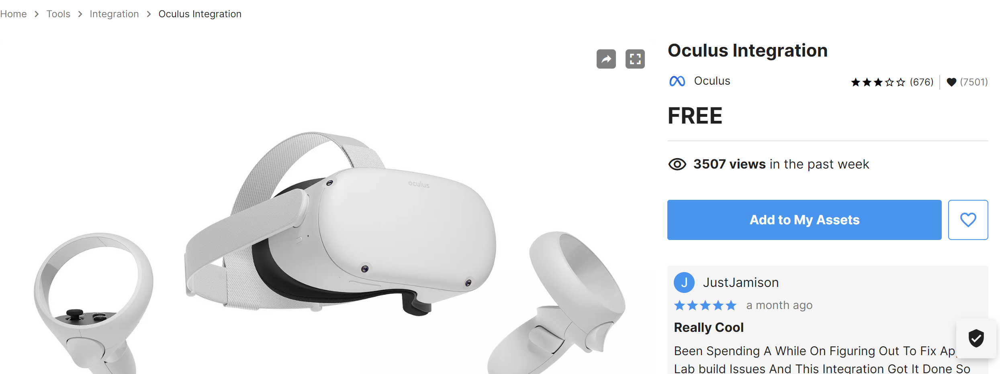 Home > Tools > Integration > Oculus Integration
oculus
Oculus Integration
Oculus
(676)
(7501)
FREE
3507 views in the past week
Add to My Assets
J
JustJamison
a month ago
Really Cool
Been Spending A While On Figuring Out To Fix
Lab build Issues And This Integration Got It Done So